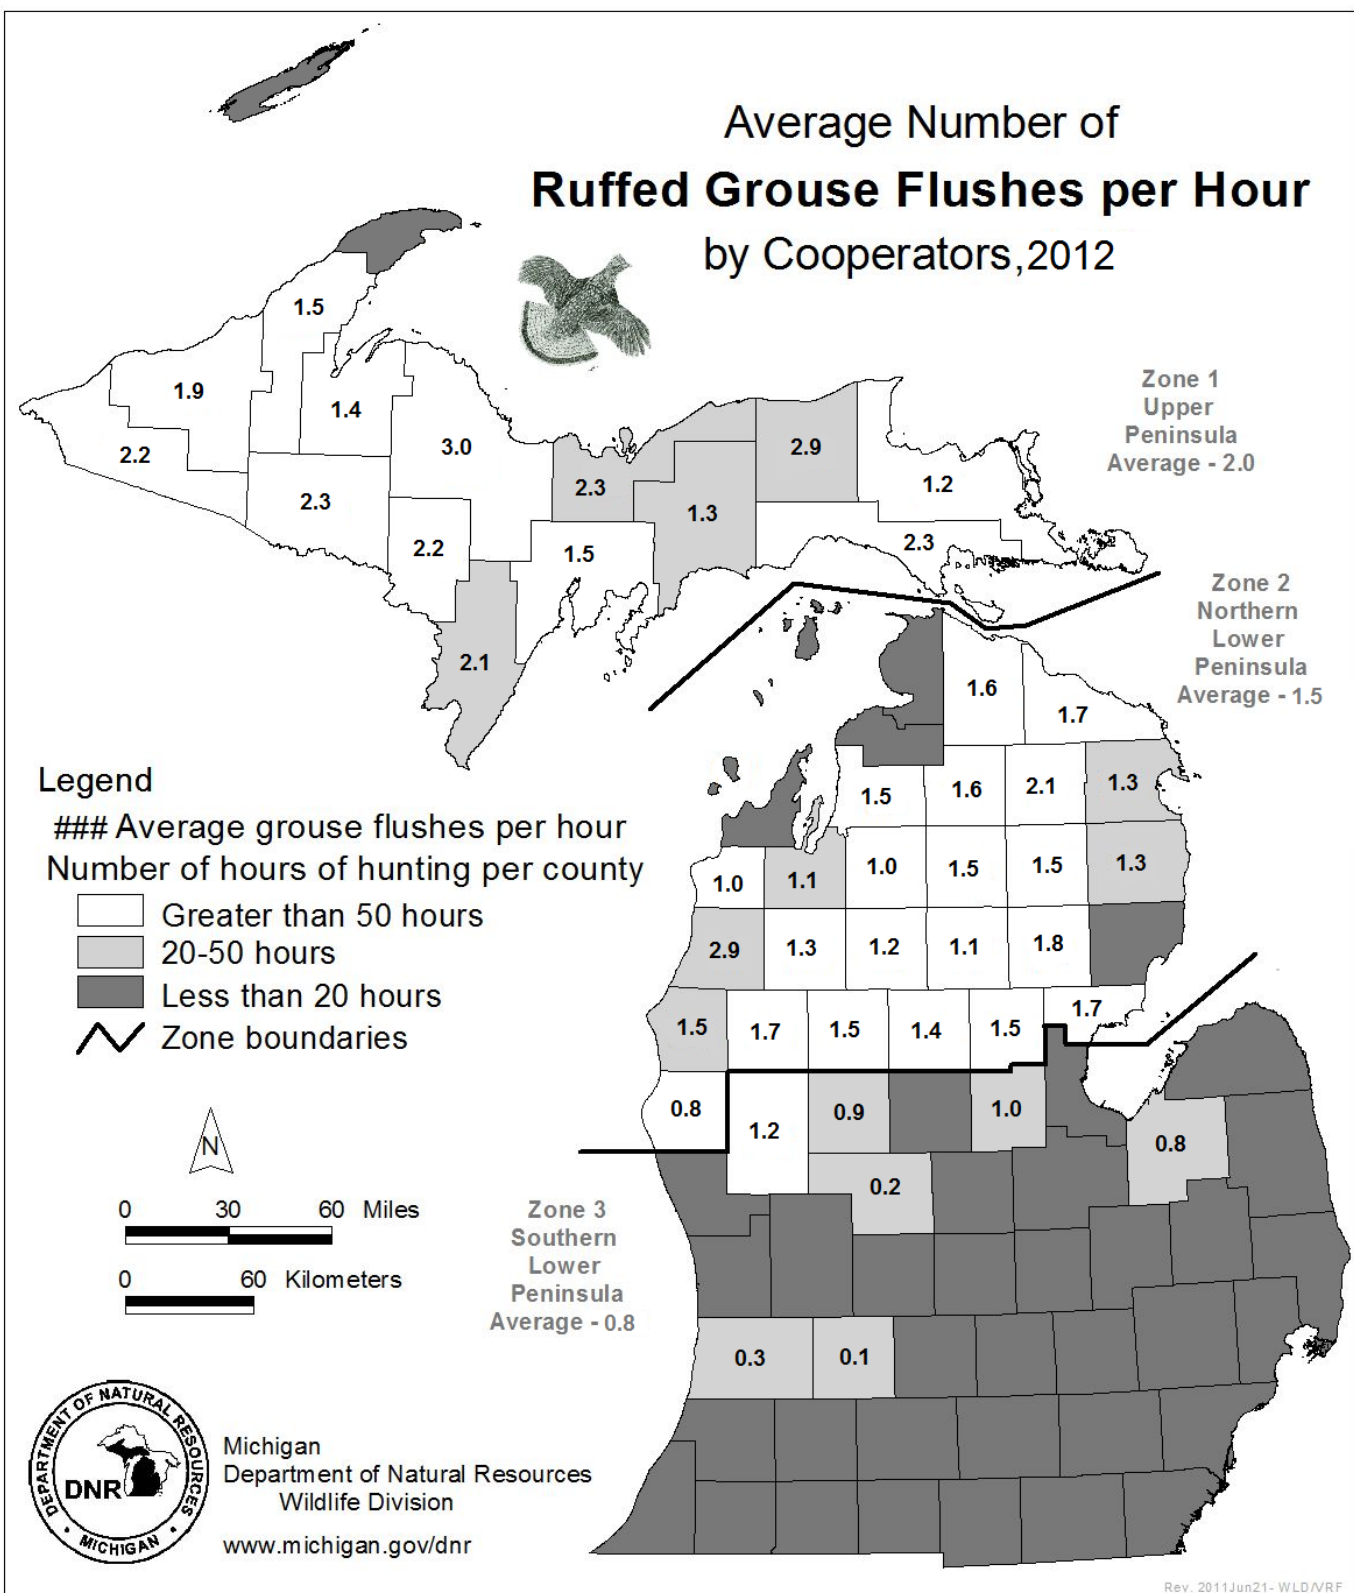 Average Number of
Ruffed Grouse Flushes per Hour
by Cooperators,2012
1.5
1.9
1.4
2.2
3.0
2.3
2.2
2.3
1.5
1.3
2.9
1.2
2.3
2.1
Zone 1
Upper
Peninsula
Average - 2.0
Zone 2
Northern
Lower
Peninsula
Average - 1.5
1.6
1.7
1.5
1.6
2.1
1.3
1.0
1.1
1.0
1.5
1.5
1.3
2.9
1.3
1.2
1.1
1.8
1.5
1.7
1.5
1.4
1.5
1.7
0.8
1.2
0.9
1.0
0.8
0.2
0.3
0.1
Legend
### Average grouse flushes per hour
Number of hours of hunting per county
Greater than 50 hours
20-50 hours
Less than 20 hours
Zone boundaries
N
0 30 60 Miles
0 60 Kilometers
Zone 3
Southern
Lower
Peninsula
Average - 0.8
DEPARTMENT OF NATURAL RESOURCES
DNR
MICHIGAN
Michigan
Department of Natural Resources
Wildlife Division
www.michigan.gov/dnr
Rev. 2011Jun21- WLD/VRF